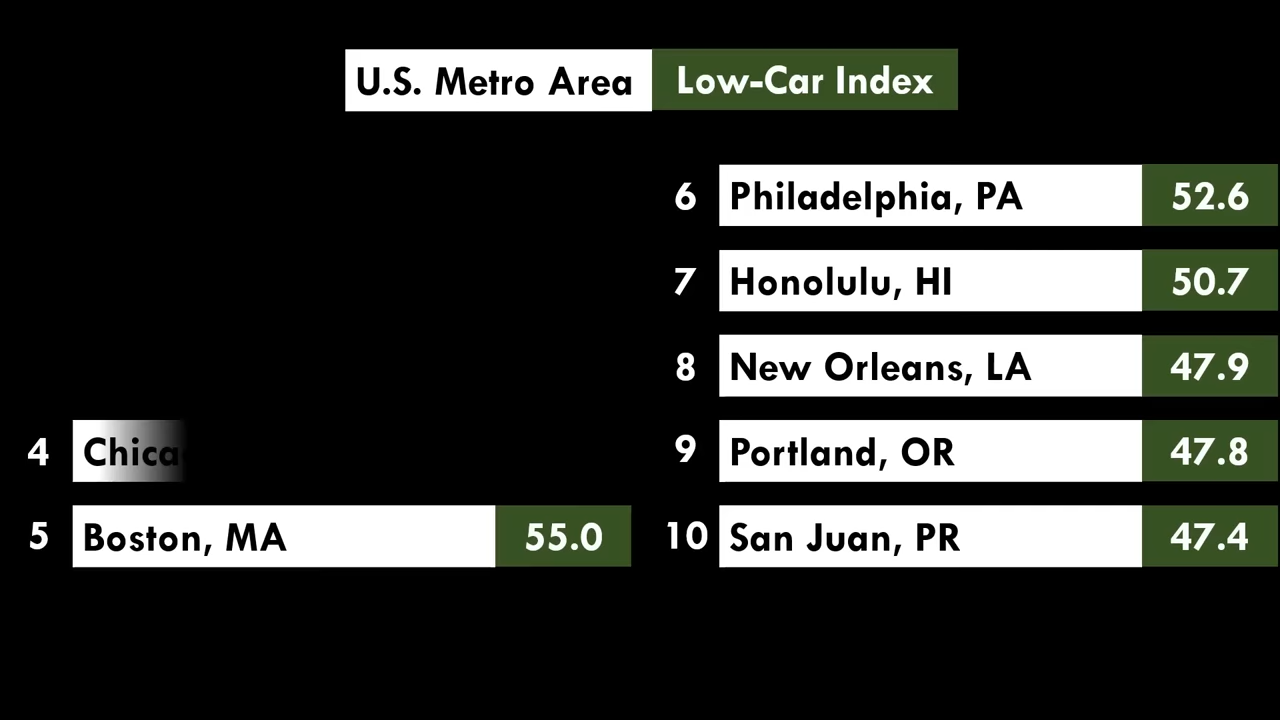 U.S. Metro Area Low-Car Index
4
5 Boston, MA 55.0
6 Philadelphia, PA 52.6
7 Honolulu, HI 50.7
8 New Orleans, LA 47.9
9 Portland, OR 47.8
10 San Juan, PR 47.4